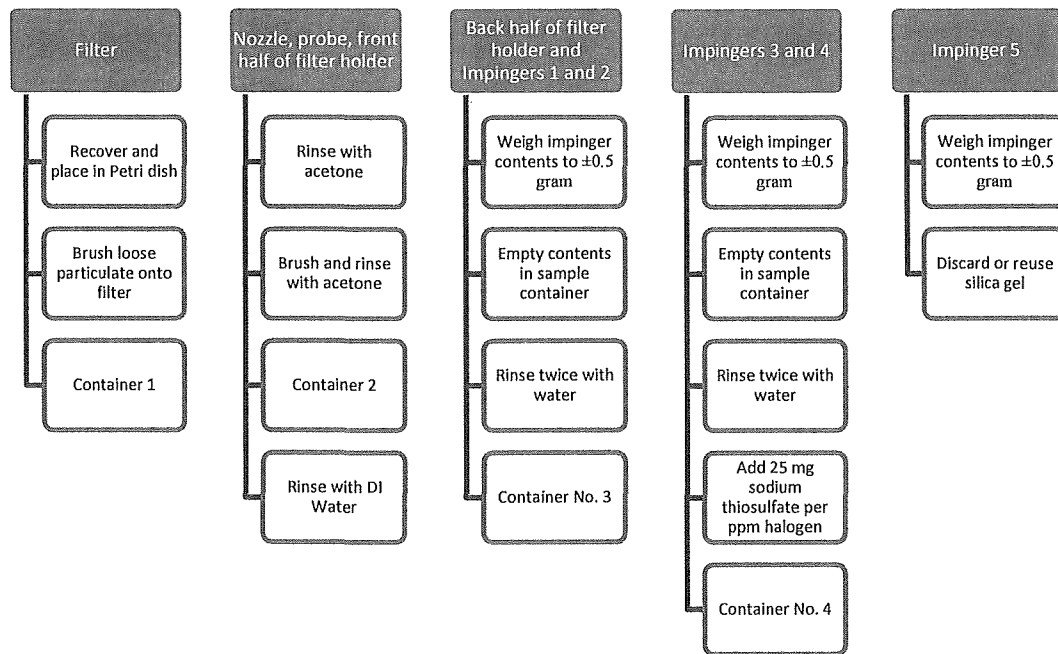 Filter
Recover and
place in Petri dish
Brush loose
particulate onto
filter
Container 1
Nozzle, probe, front
half of filter holder
Rinse with
acetone
Brush and rinse
with acetone
Container 2
Rinse with DI
Water
Back half of filter
holder and
Impingers 1 and 2
Weigh impinger
contents to ±0.5
gram
Empty contents
in sample
container
Rinse twice with
water
Container No. 3
Impingers 3 and 4
Weigh impinger
contents to ±0.5
gram
Empty contents
in sample
container
Rinse twice with
water
Add 25 mg
sodium
thiosulfate per
ppm halogen
Container No. 4
Impinger 5
Weigh impinger
contents to ±0.5
gram
Discard or reuse
silica gel